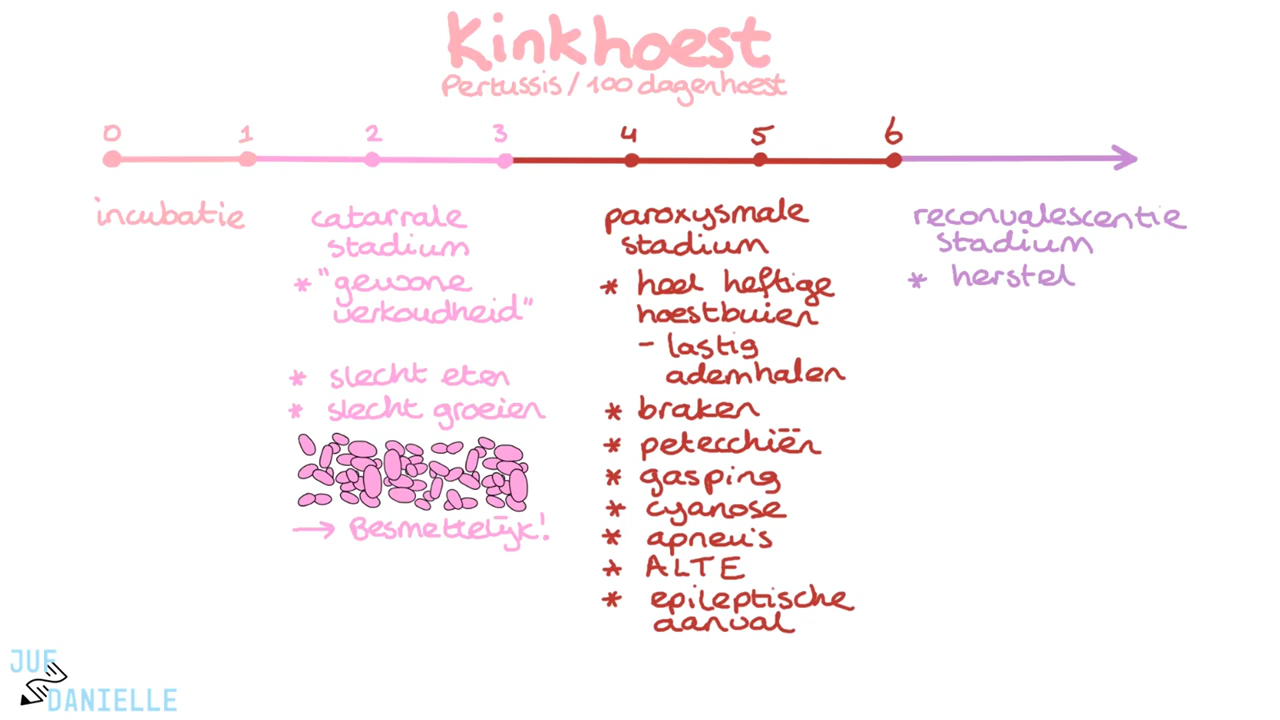 Kinkhoest
Pertussis / 100 dagenhoest
0 1 2 3 4 5 6
incubatie
catarrale
stadium
* "gewone
verkoudheid"
* slecht eten
* slecht groeien
→ Besmettelijk!
paroxysmale
stadium
* heel heftige
hoestbuien
- lastig
ademhalen
* braken
* petecchiën
* gasping
* cyanose
* apneu's
* ALTE
* epileptische
aanval
reconvalescentie
stadium
* herstel
JUF
DANIELLE